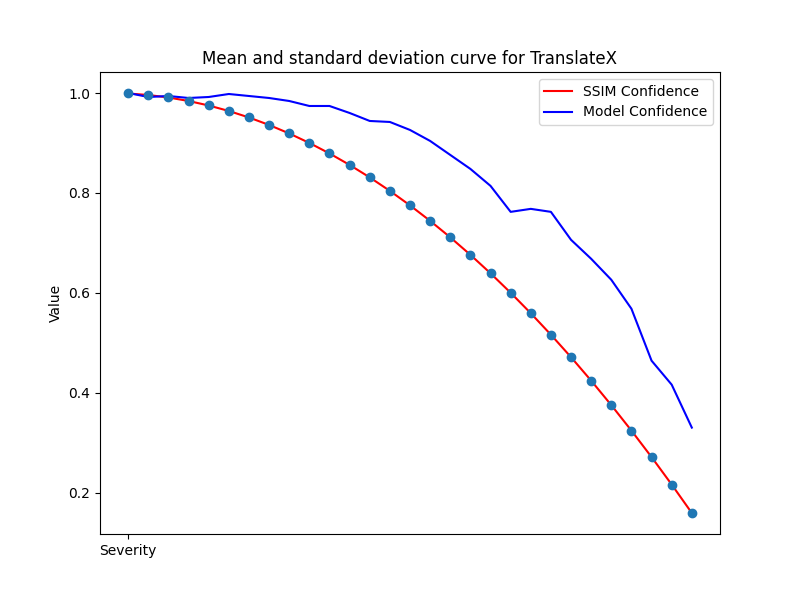 Mean and standard deviation curve for TranslateX
SSIM Confidence
Model Confidence
1.0
0.8
0.6
0.4
0.2
Value
Severity